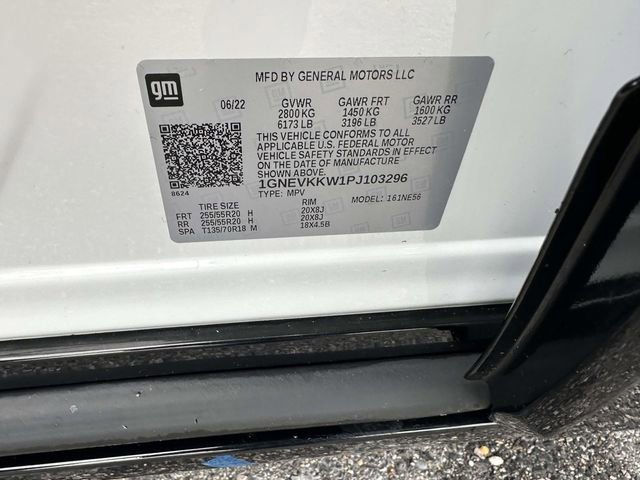 gm
MFD BY GENERAL MOTORS LLC
06/22 GVWR GAWR FRT GAWR RR
2800 KG 1450 KG 1600 KG
6173 LB 3196 LB 3527 LB
THIS VEHICLE CONFORMS TO ALL
APPLICABLE U.S. FEDERAL MOTOR
VEHICLE SAFETY STANDARDS IN EFFECT
ON THE DATE OF MANUFACTURE
SHOWN ABOVE.
1GNEVKKW1PJ103296
8624
TYPE: MPV MODEL: 161NE56
TIRE SIZE RIM
FRT 255/55R20 H 20X8J
RR 255/55R20 H 20X8J
SPA T135/70R18 M 18X4.5B